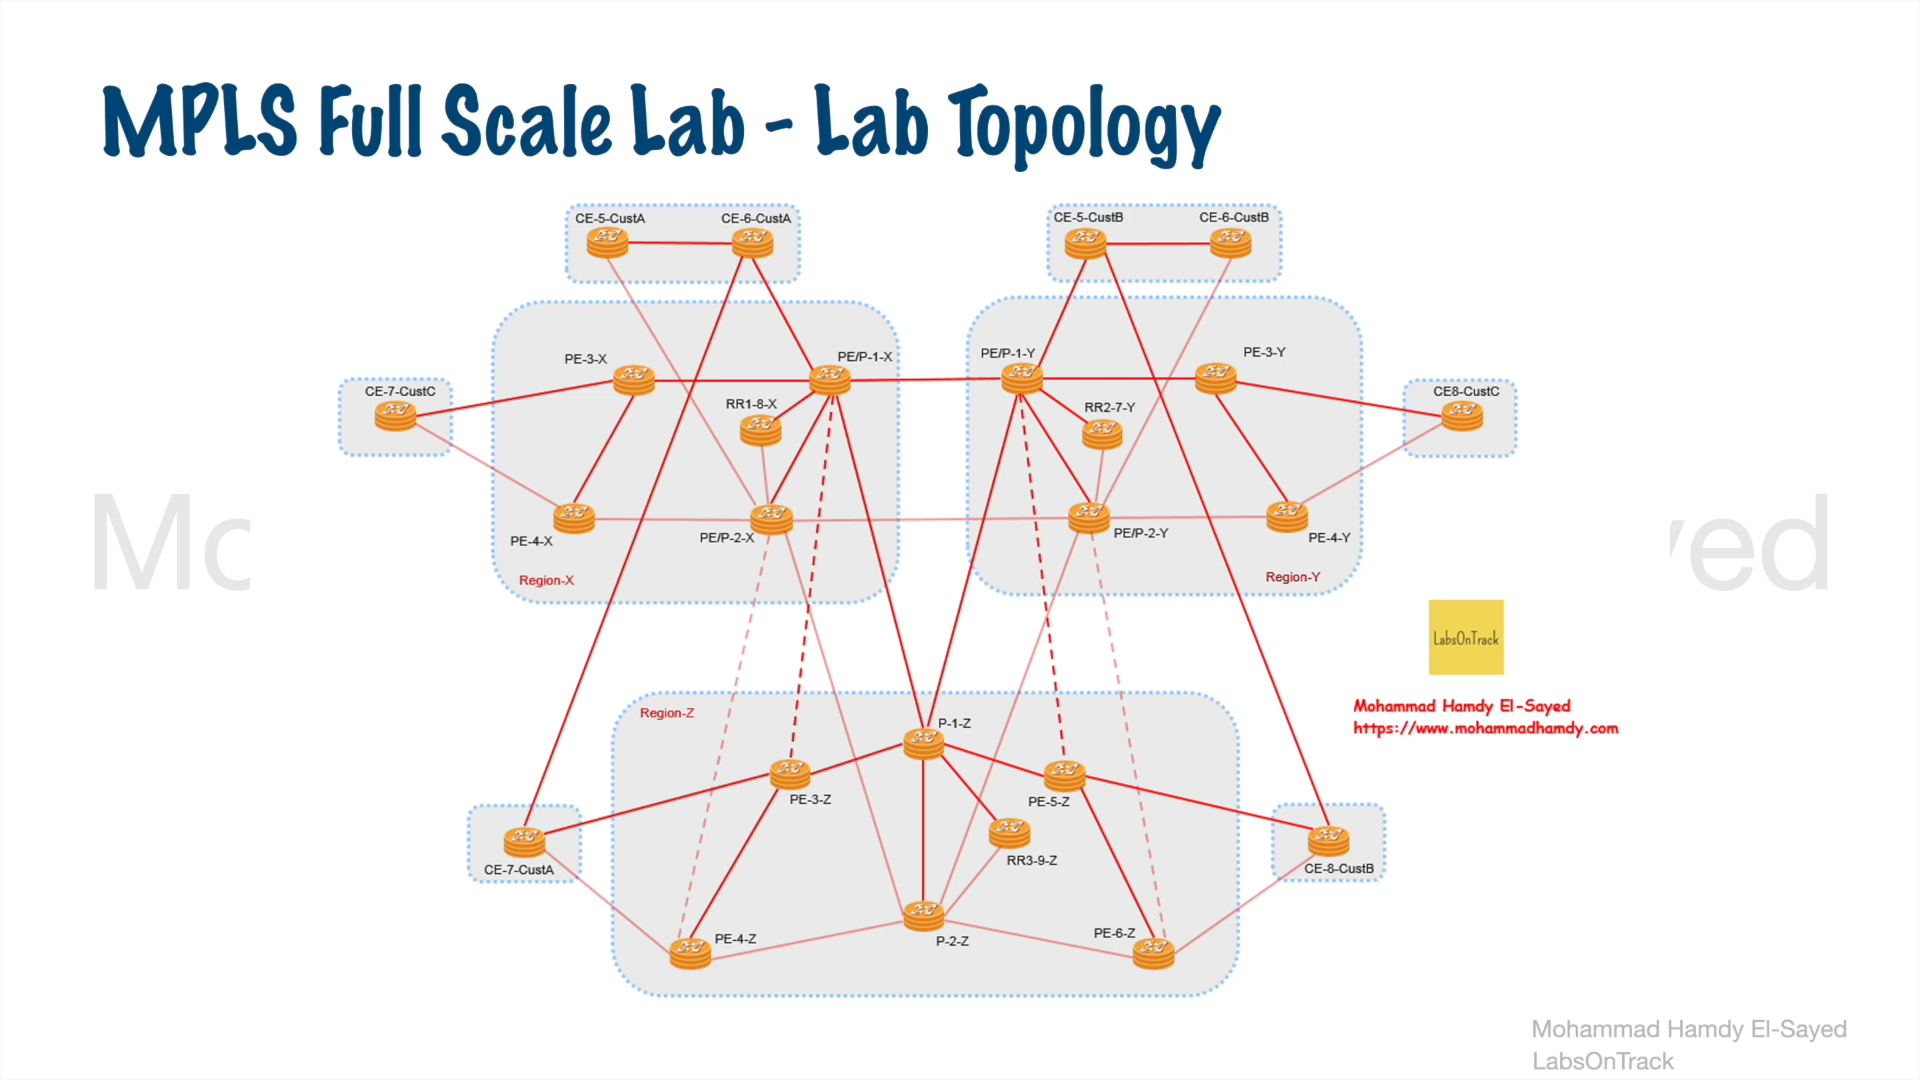 MPLS Full Scale Lab - Lab Topology
CE-5-CustA
CE-6-CustA
CE-5-CustB
CE-6-CustB
PE-3-X
PE/P-1-X
PE/P-1-Y
PE-3-Y
CE-7-CustC
RR1-8-X
RR2-7-Y
CE8-CustC
PE-4-X
PE/P-2-X
PE/P-2-Y
PE-4-Y
Region-X
Region-Y
LabsOnTrack
Mohammad Hamdy El-Sayed
https://www.mohammadhamdy.com
Region-Z
P-1-Z
PE-3-Z
PE-5-Z
RR3-9-Z
CE-7-CustA
CE-8-CustB
PE-4-Z
P-2-Z
PE-6-Z
Mohammad Hamdy El-Sayed
LabsOnTrack